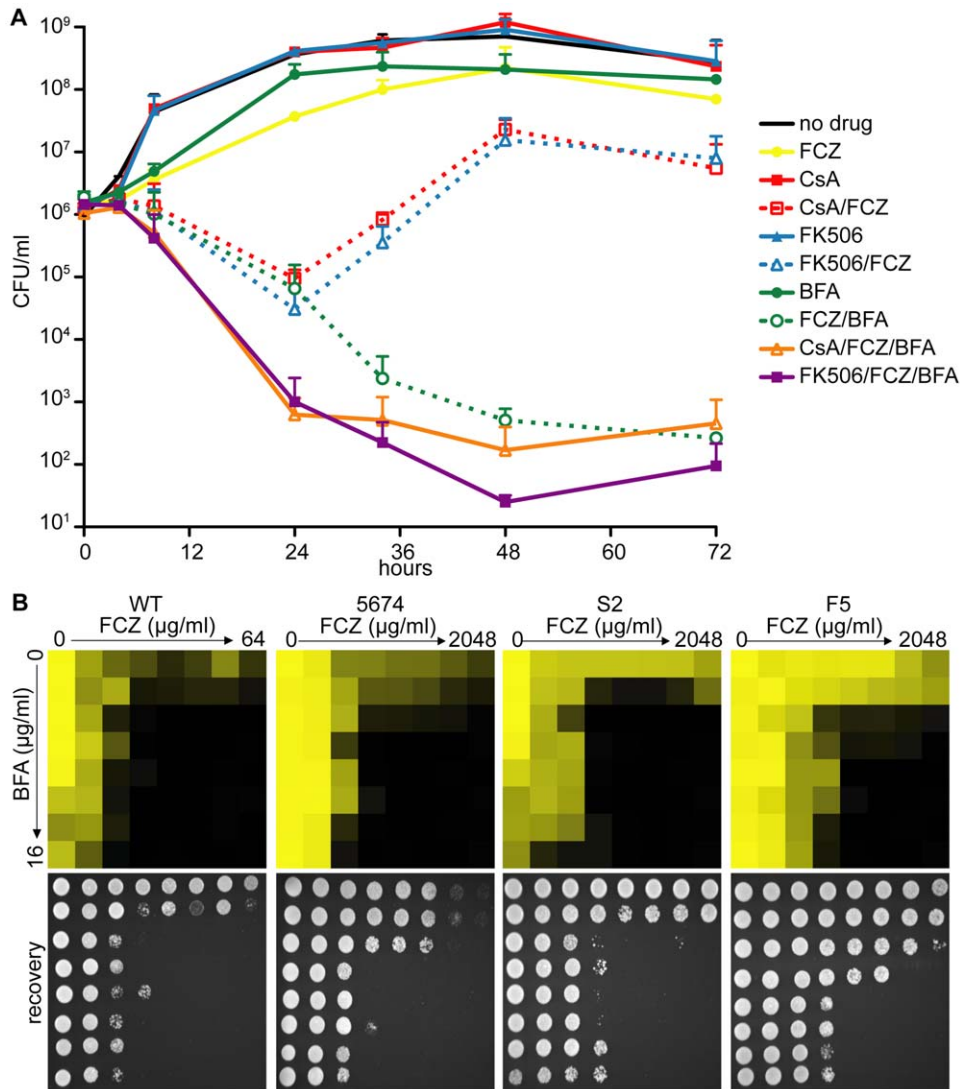 A
10⁹
10⁸
10⁷
10⁶
10⁵
10⁴
10³
10²
10¹
CFU/ml
0 12 24 36 48 60 72
hours
no drug
FCZ
CsA
CsA/FCZ
FK506
FK506/FCZ
BFA
FCZ/BFA
CsA/FCZ/BFA
FK506/FCZ/BFA
B
WT 5674 S2 F5
FCZ (µg/ml) FCZ (µg/ml) FCZ (µg/ml) FCZ (µg/ml)
0 64 0 2048 0 2048 0 2048
0
BFA (µg/ml)
16
recovery